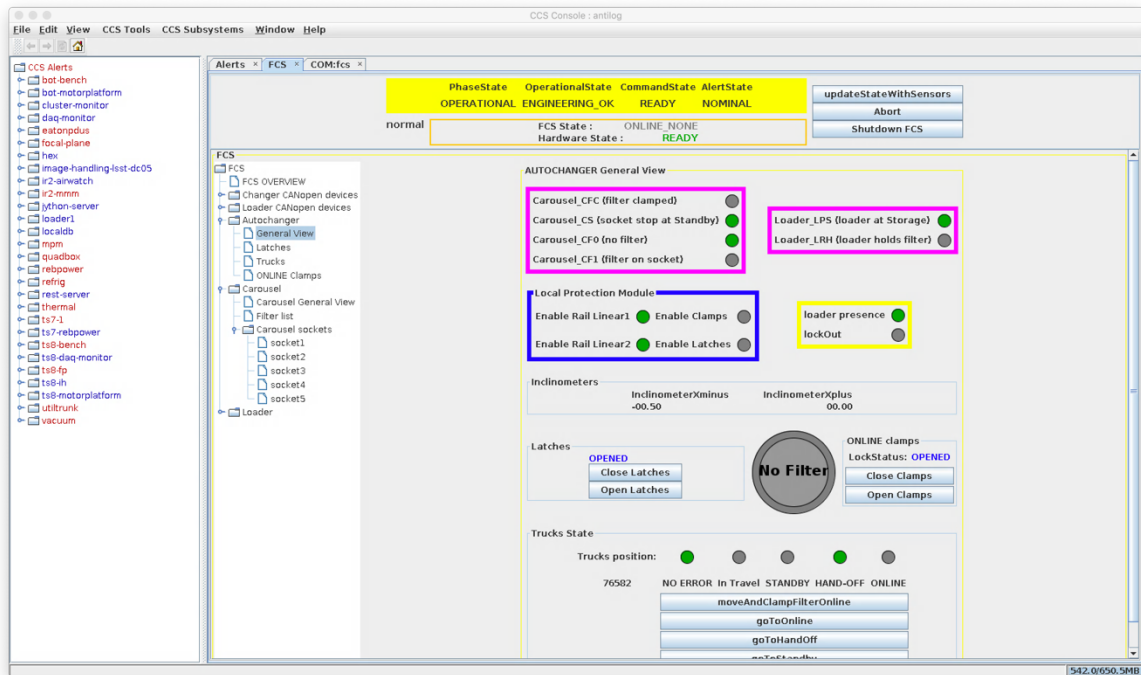 CCS Console : antilog
File Edit View CCS Tools CCS Subsystems Window Help
CCS Alerts
bot-bench
bot-motorplatform
cluster-monitor
daq-monitor
eatonpdus
focal-plane
hex
image-handling-lsst-dc05
ir2-airwatch
ir2-mmm
jython-server
loader1
localdb
mpm
quadbox
rebpower
refrig
rest-server
thermal
ts7-1
ts7-rebpower
ts8-bench
ts8-daq-monitor
ts8-fp
ts8-ih
ts8-motorplatform
utiltrunk
vacuum
Alerts × FCS × COM:fcs ×
PhaseState OperationalState CommandState AlertState
OPERATIONAL ENGINEERING_OK READY NOMINAL
normal
FCS State : ONLINE_NONE
Hardware State : READY
updateStateWithSensors
Abort
Shutdown FCS
FCS
FCS
FCS OVERVIEW
Changer CANopen devices
Loader CANopen devices
Autochanger
General View
Latches
Trucks
ONLINE Clamps
Carousel
Carousel General View
Filter list
Carousel sockets
socket1
socket2
socket3
socket4
socket5
Loader
AUTOCHANGER General View
Carousel_CFC (filter clamped)
Carousel_CS (socket stop at Standby)
Carousel_CF0 (no filter)
Carousel_CF1 (filter on socket)
Loader_LPS (loader at Storage)
Loader_LRH (loader holds filter)
Local Protection Module
Enable Rail Linear1 Enable Clamps
Enable Rail Linear2 Enable Latches
loader presence
lockOut
Inclinometers
InclinometerXminus InclinometerXplus
-00.50 00.00
Latches
OPENED
Close Latches
Open Latches
No Filter
ONLINE clamps
LockStatus: OPENED
Close Clamps
Open Clamps
Trucks State
Trucks position:
76582 NO ERROR In Travel STANDBY HAND-OFF ONLINE
moveAndClampFilterOnline
goToOnline
goToHandOff
goToStandby
542.0/650.5MB